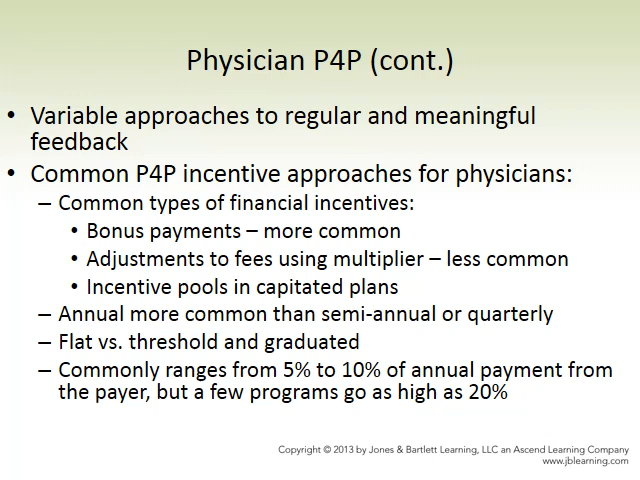 Physician P4P (cont.)
• Variable approaches to regular and meaningful
feedback
• Common P4P incentive approaches for physicians:
– Common types of financial incentives:
• Bonus payments – more common
• Adjustments to fees using multiplier – less common
• Incentive pools in capitated plans
– Annual more common than semi-annual or quarterly
– Flat vs. threshold and graduated
– Commonly ranges from 5% to 10% of annual payment from
the payer, but a few programs go as high as 20%
Copyright © 2013 by Jones & Bartlett Learning, LLC an Ascend Learning Company
www.jblearning.com